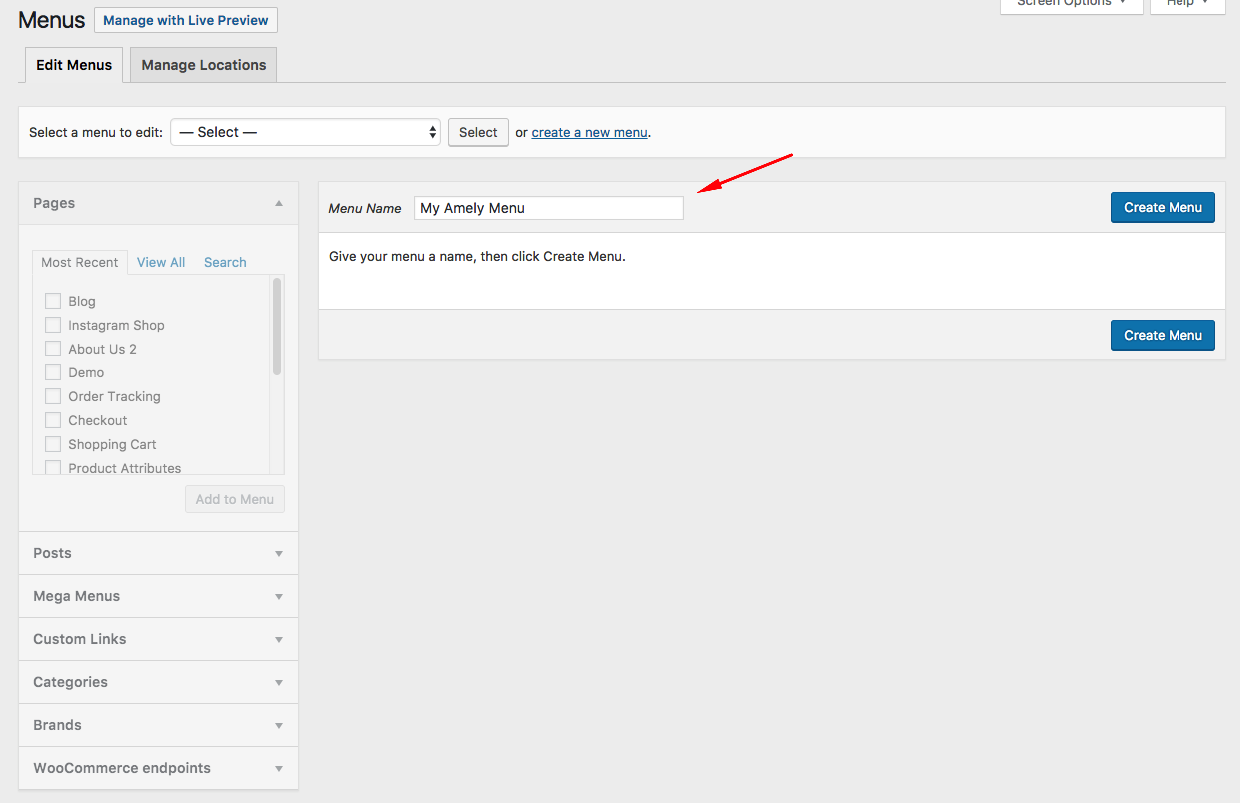 Menus Manage with Live Preview Screen Options Help
Edit Menus Manage Locations
Select a menu to edit: — Select — Select or create a new menu.
Pages
Most Recent View All Search
Blog
Instagram Shop
About Us 2
Demo
Order Tracking
Checkout
Shopping Cart
Product Attributes
Add to Menu
Posts
Mega Menus
Custom Links
Categories
Brands
WooCommerce endpoints
Menu Name My Amely Menu Create Menu
Give your menu a name, then click Create Menu.
Create Menu